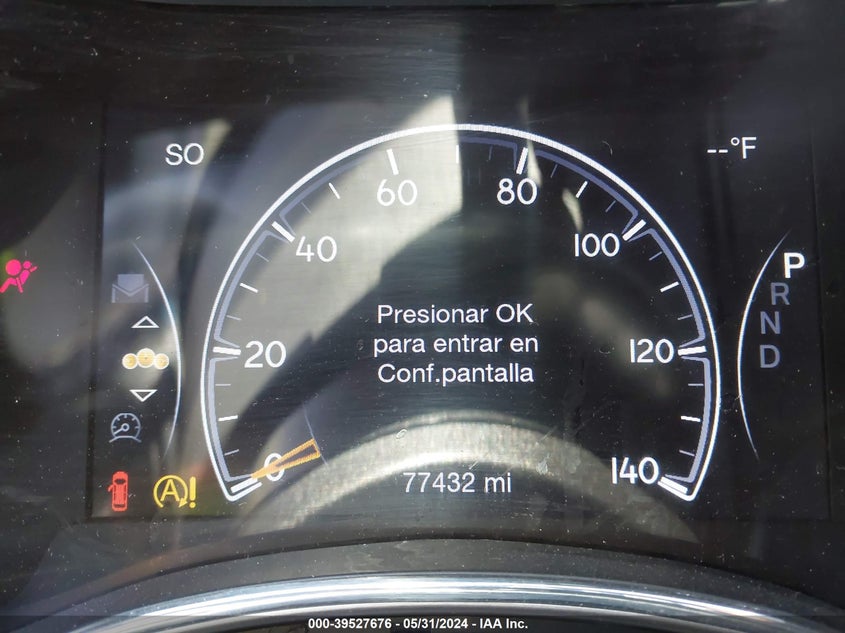 SO
--°F
0
20
40
60
80
100
120
140
Presionar OK
para entrar en
Conf.pantalla
P
R
N
D
A!
77432 mi
000-39527676 - 05/31/2024 - IAA Inc.